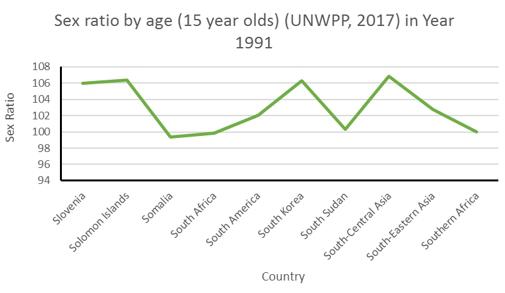 Sex ratio by age (15 year olds) (UNWPP, 2017) in Year
1991
Sex Ratio
108
106
104
102
100
98
96
94
Slovenia
Solomon Islands
Somalia
South Africa
South America
South Korea
South Sudan
South-Central Asia
South-Eastern Asia
Southern Africa
Country